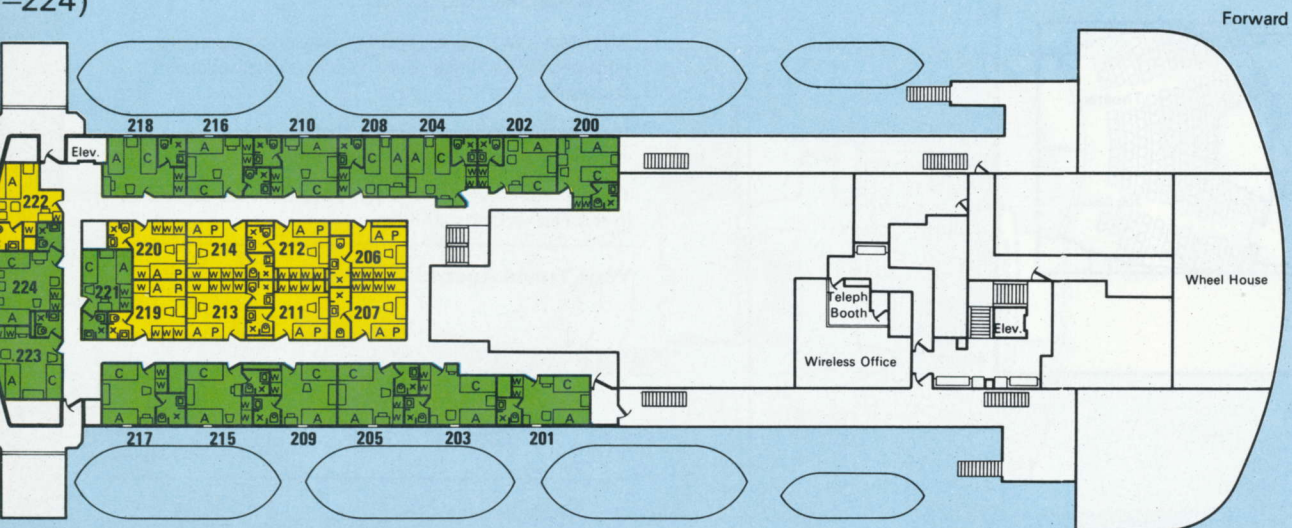 –224)
Forward
218 216 210 208 204 202 200
Elev.
A C A C A C C A A C A C A C
W W W W W W W W W W
222
A
W
220 214 212 206
A P A P A P
W A P W W W W W W W W W W W W
224
C
A
W W
221
C A
W
W A P W W W W W W W W W W W W
219 213 211 207
W W W A P A P A P
223
A C
C C C C C C
W W W W W W
A A A A A A
217 215 209 205 203 201
Teleph
Booth
Wireless Office
Elev.
Wheel House